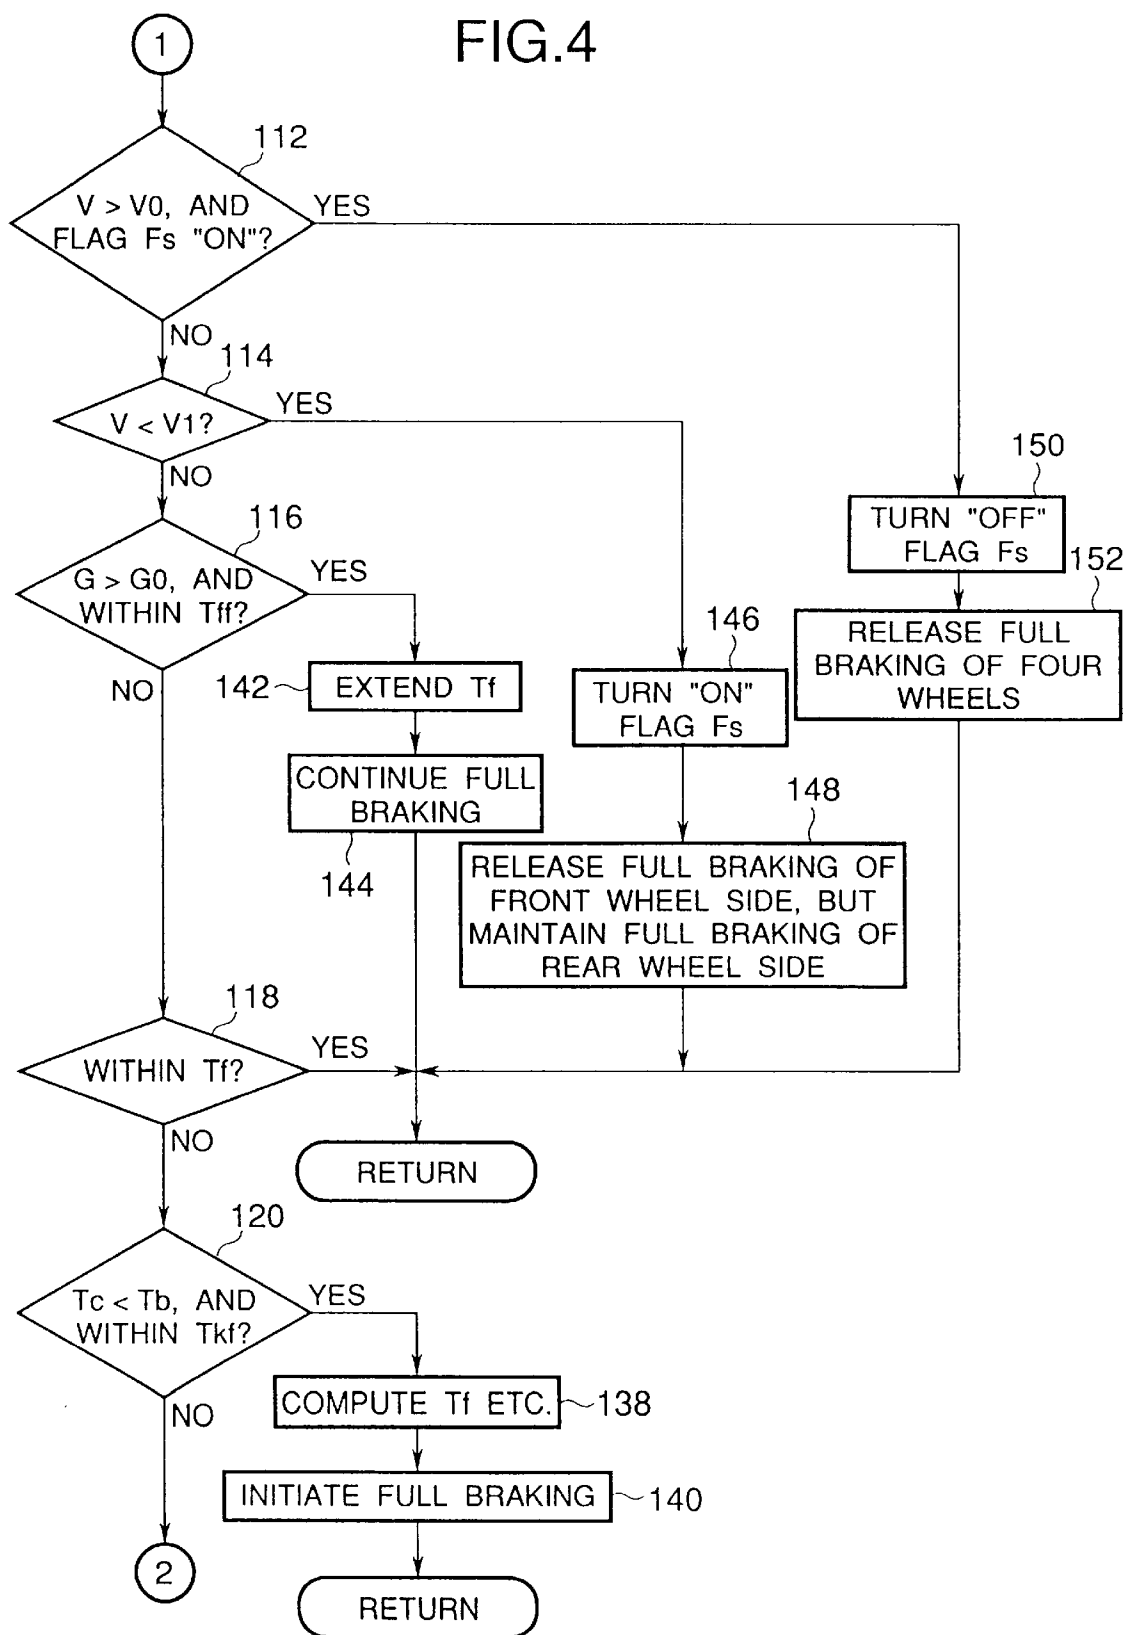 FIG.4
1
112
V > V0, AND
FLAG Fs "ON"?
YES
NO
114
V < V1?
YES
NO
116
G > G0, AND
WITHIN Tff?
YES
NO
150
TURN "OFF"
FLAG Fs
152
RELEASE FULL
BRAKING OF FOUR
WHEELS
146
TURN "ON"
FLAG Fs
142
EXTEND Tf
CONTINUE FULL
BRAKING
144
148
RELEASE FULL BRAKING OF
FRONT WHEEL SIDE, BUT
MAINTAIN FULL BRAKING OF
REAR WHEEL SIDE
118
WITHIN Tf?
YES
NO
RETURN
120
Tc < Tb, AND
WITHIN Tkf?
YES
NO
COMPUTE Tf ETC.
138
INITIATE FULL BRAKING
140
2
RETURN